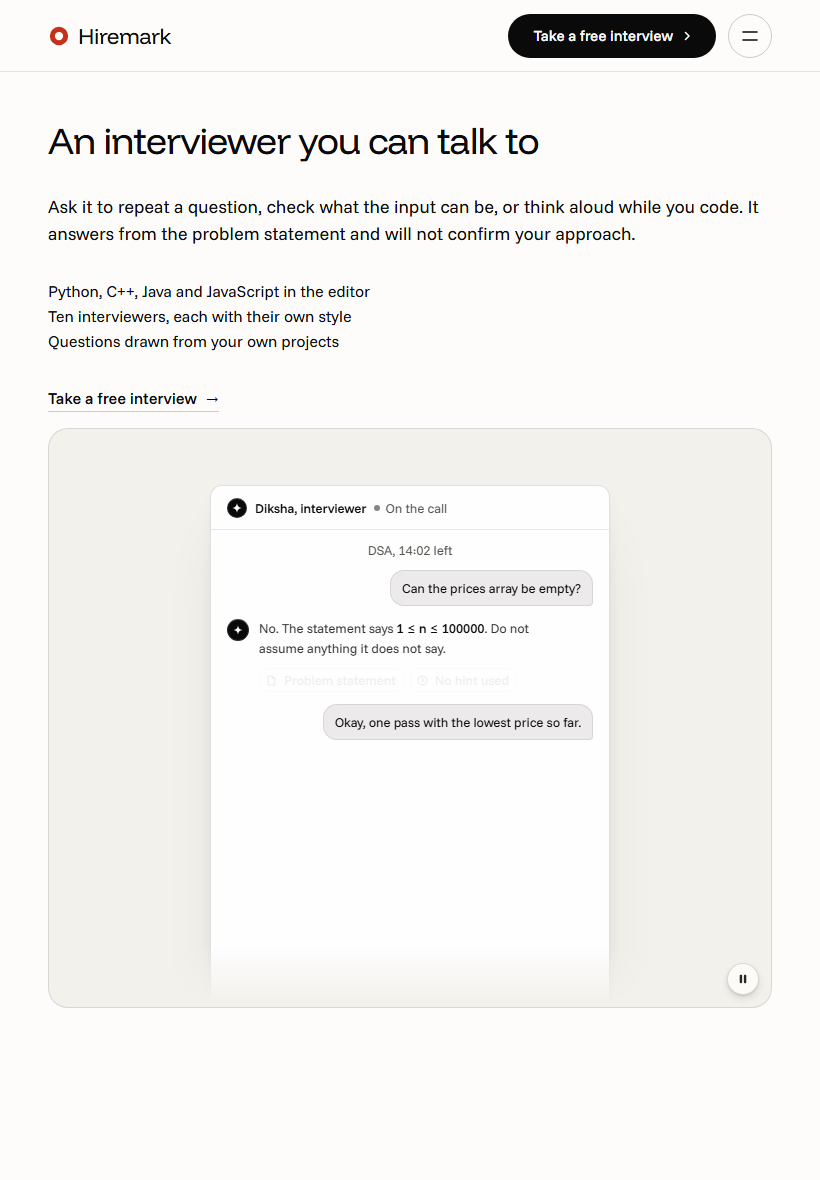 Hiremark
Take a free interview
An interviewer you can talk to
Ask it to repeat a question, check what the input can be, or think aloud while you code. It
answers from the problem statement and will not confirm your approach.
Python, C++, Java and JavaScript in the editor
Ten interviewers, each with their own style
Questions drawn from your own projects
Take a free interview →
Diksha, interviewer
On the call
DSA, 14:02 left
Can the prices array be empty?
No. The statement says 1 ≤ n ≤ 100000. Do not
assume anything it does not say.
Problem statement
No hint used
Okay, one pass with the lowest price so far.